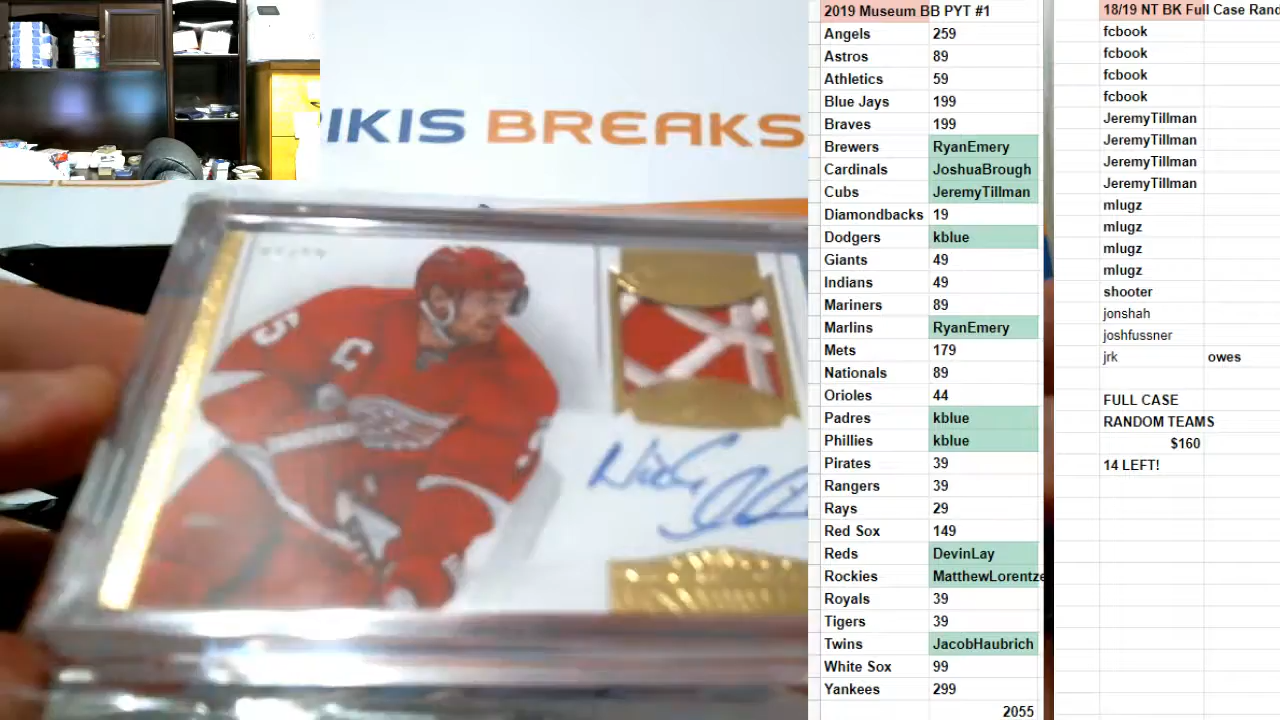 IKIS BREAKS
5
C
Nick
2019 Museum BB PYT #1
Angels 259
Astros 89
Athletics 59
Blue Jays 199
Braves 199
Brewers RyanEmery
Cardinals JoshuaBrough
Cubs JeremyTillman
Diamondbacks 19
Dodgers kblue
Giants 49
Indians 49
Mariners 89
Marlins RyanEmery
Mets 179
Nationals 89
Orioles 44
Padres kblue
Phillies kblue
Pirates 39
Rangers 39
Rays 29
Red Sox 149
Reds DevinLay
Rockies MatthewLorentze
Royals 39
Tigers 39
Twins JacobHaubrich
White Sox 99
Yankees 299
2055
18/19 NT BK Full Case Rand
fcbook
fcbook
fcbook
fcbook
JeremyTillman
JeremyTillman
JeremyTillman
JeremyTillman
mlugz
mlugz
mlugz
mlugz
shooter
jonshah
joshfussner
jrk owes
FULL CASE
RANDOM TEAMS
$160
14 LEFT!